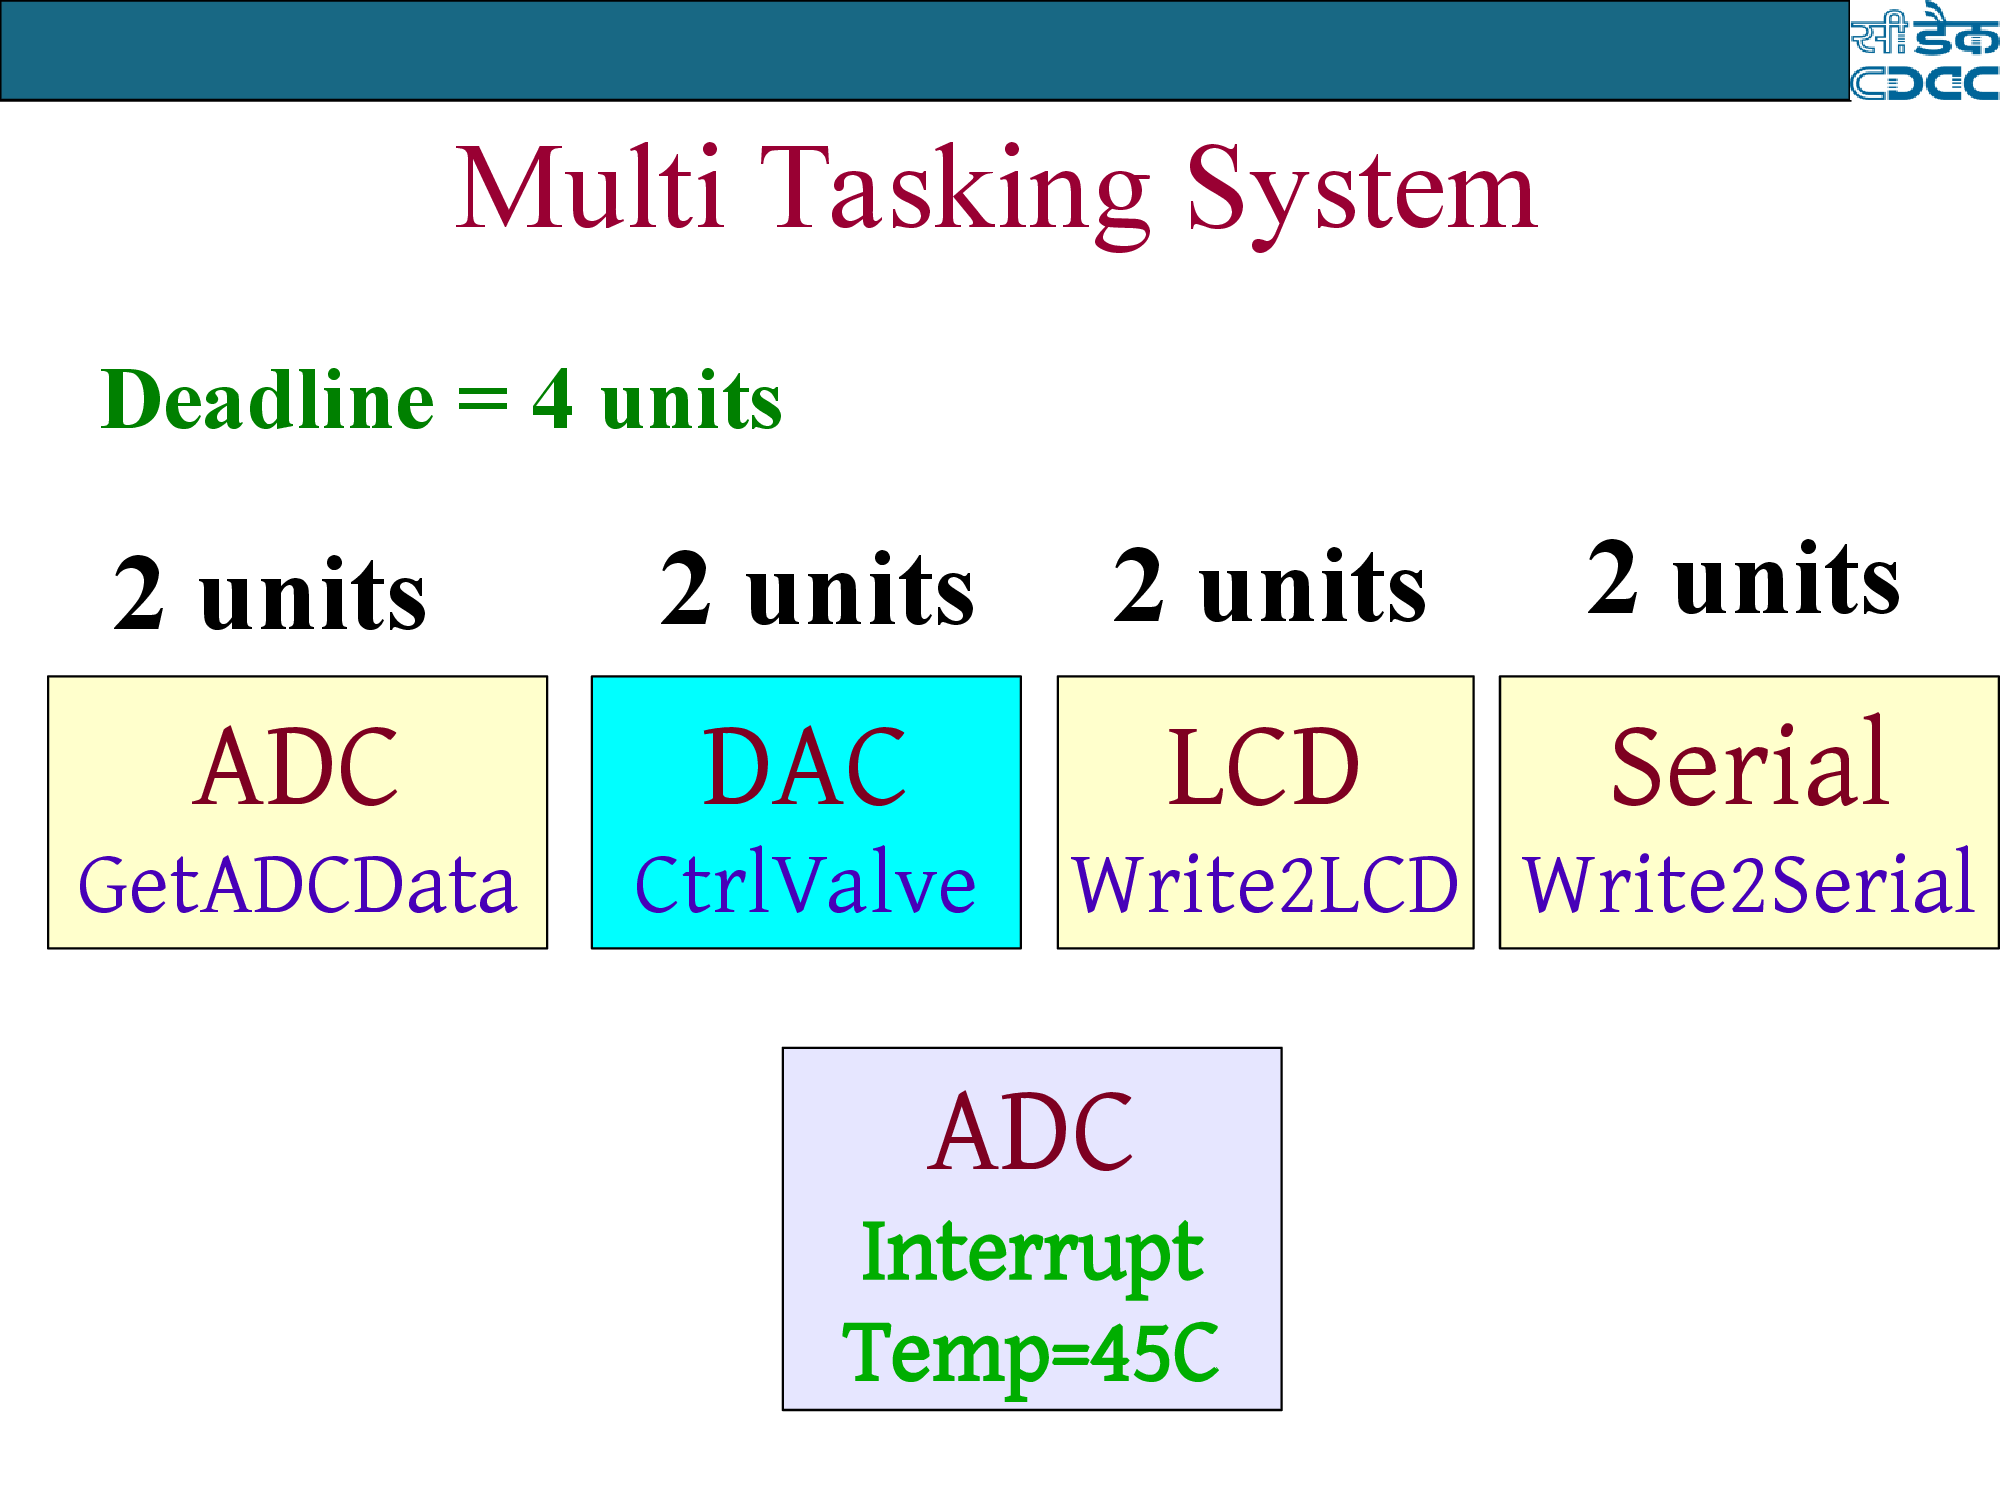 सी डैक
CDAC
Multi Tasking System
Deadline = 4 units
2 units 2 units 2 units 2 units
ADC DAC LCD Serial
GetADCData CtrlValve Write2LCD Write2Serial
ADC
Interrupt
Temp=45C